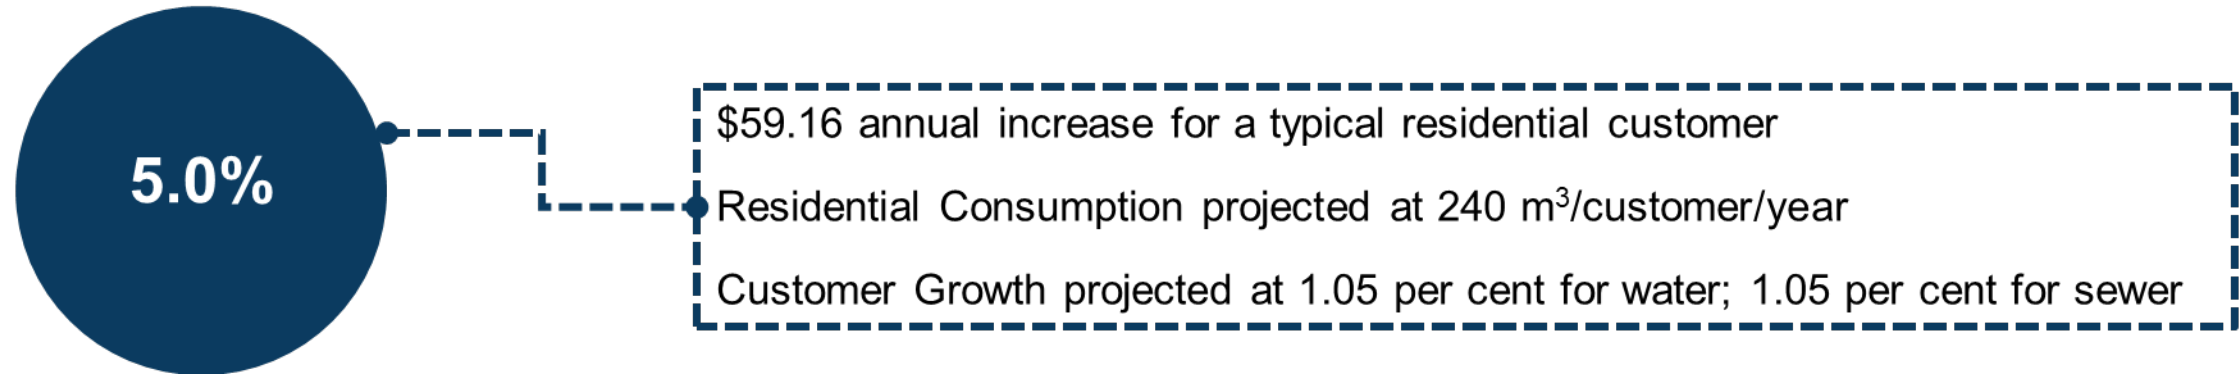 5.0%
$59.16 annual increase for a typical residential customer
Residential Consumption projected at 240 m³/customer/year
Customer Growth projected at 1.05 per cent for water; 1.05 per cent for sewer